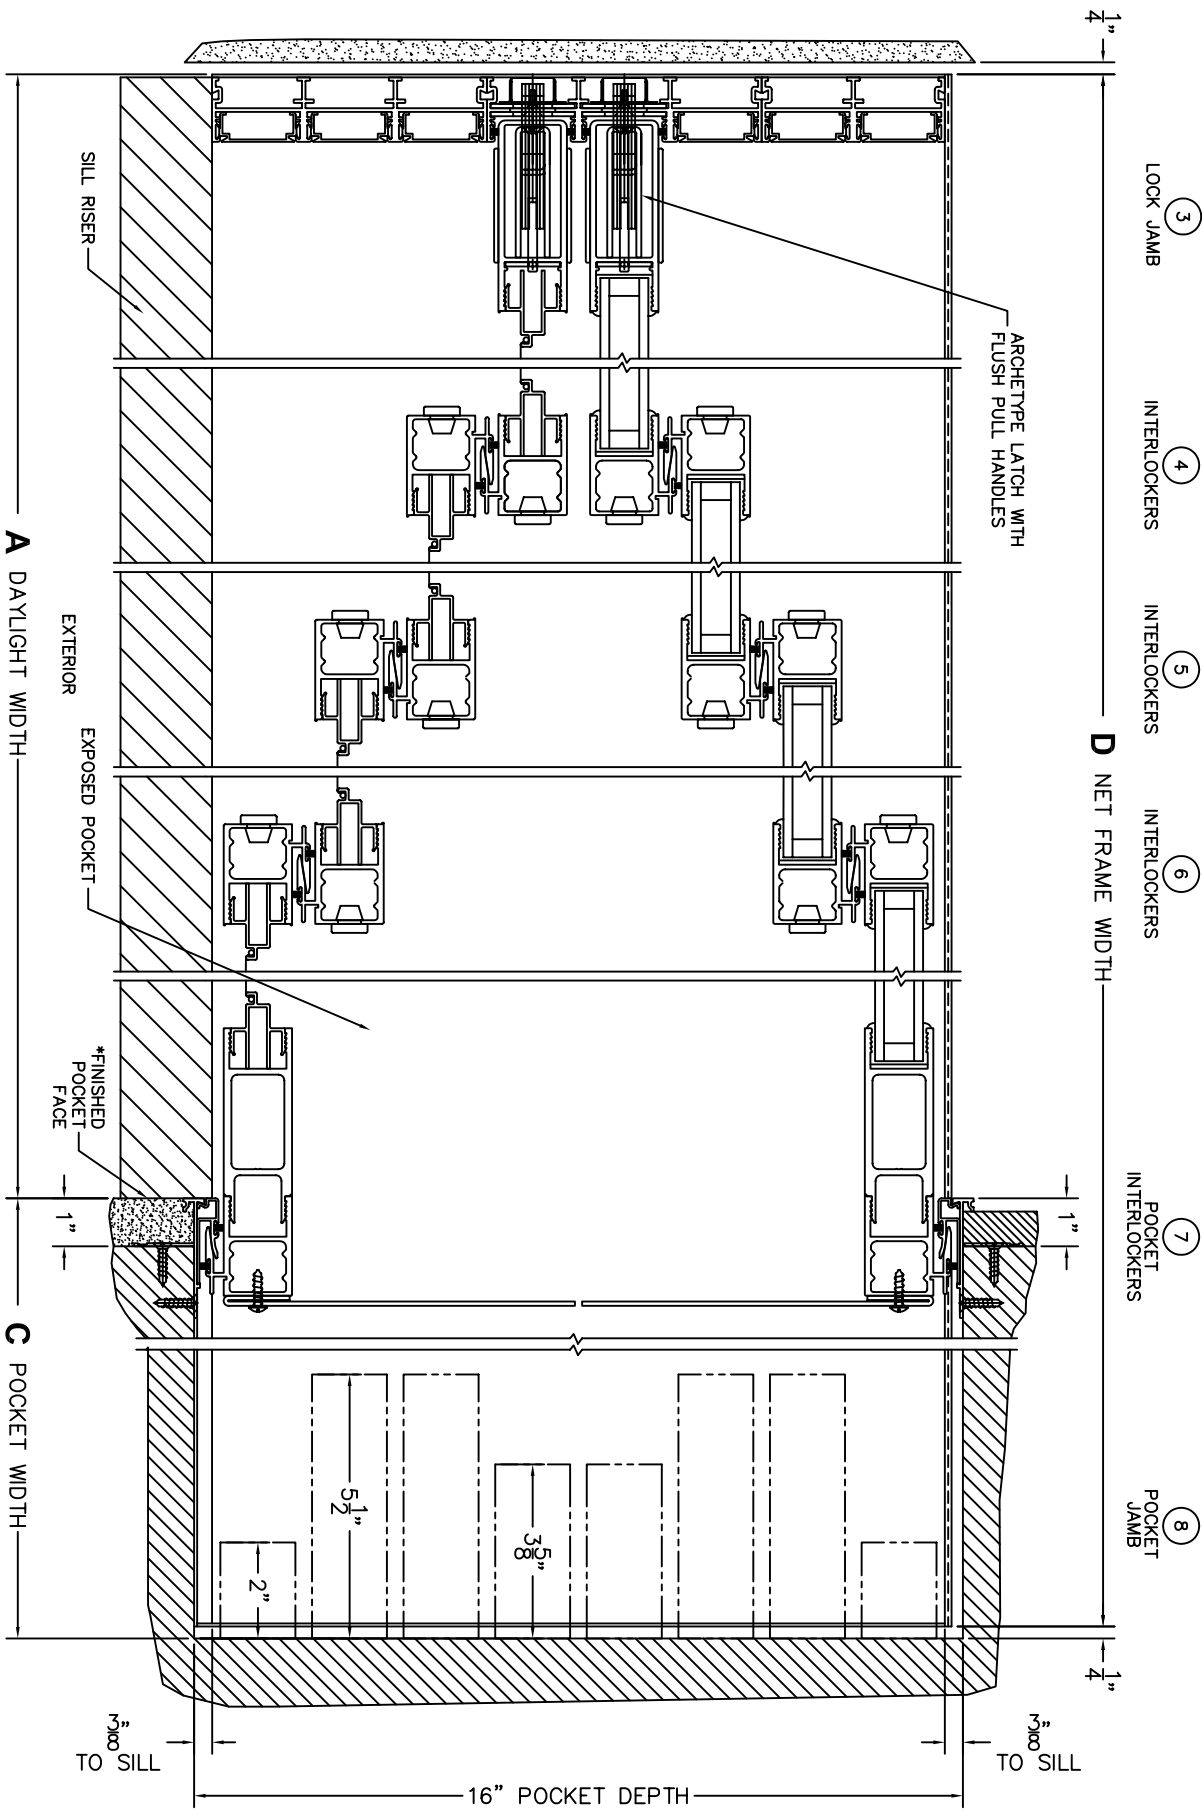 1/4"
3
LOCK JAMB
4
INTERLOCKERS
5
INTERLOCKERS
6
INTERLOCKERS
7
POCKET
INTERLOCKERS
8
POCKET
JAMB
D NET FRAME WIDTH
1/4"
ARCHETYPE LATCH WITH
FLUSH PULL HANDLES
1"
3/8"
TO SILL
16" POCKET DEPTH
5 1/2"
3 5/8"
2"
3/8"
TO SILL
SILL RISER
EXTERIOR
EXPOSED POCKET
*FINISHED
POCKET
FACE
1"
A DAYLIGHT WIDTH
C POCKET WIDTH